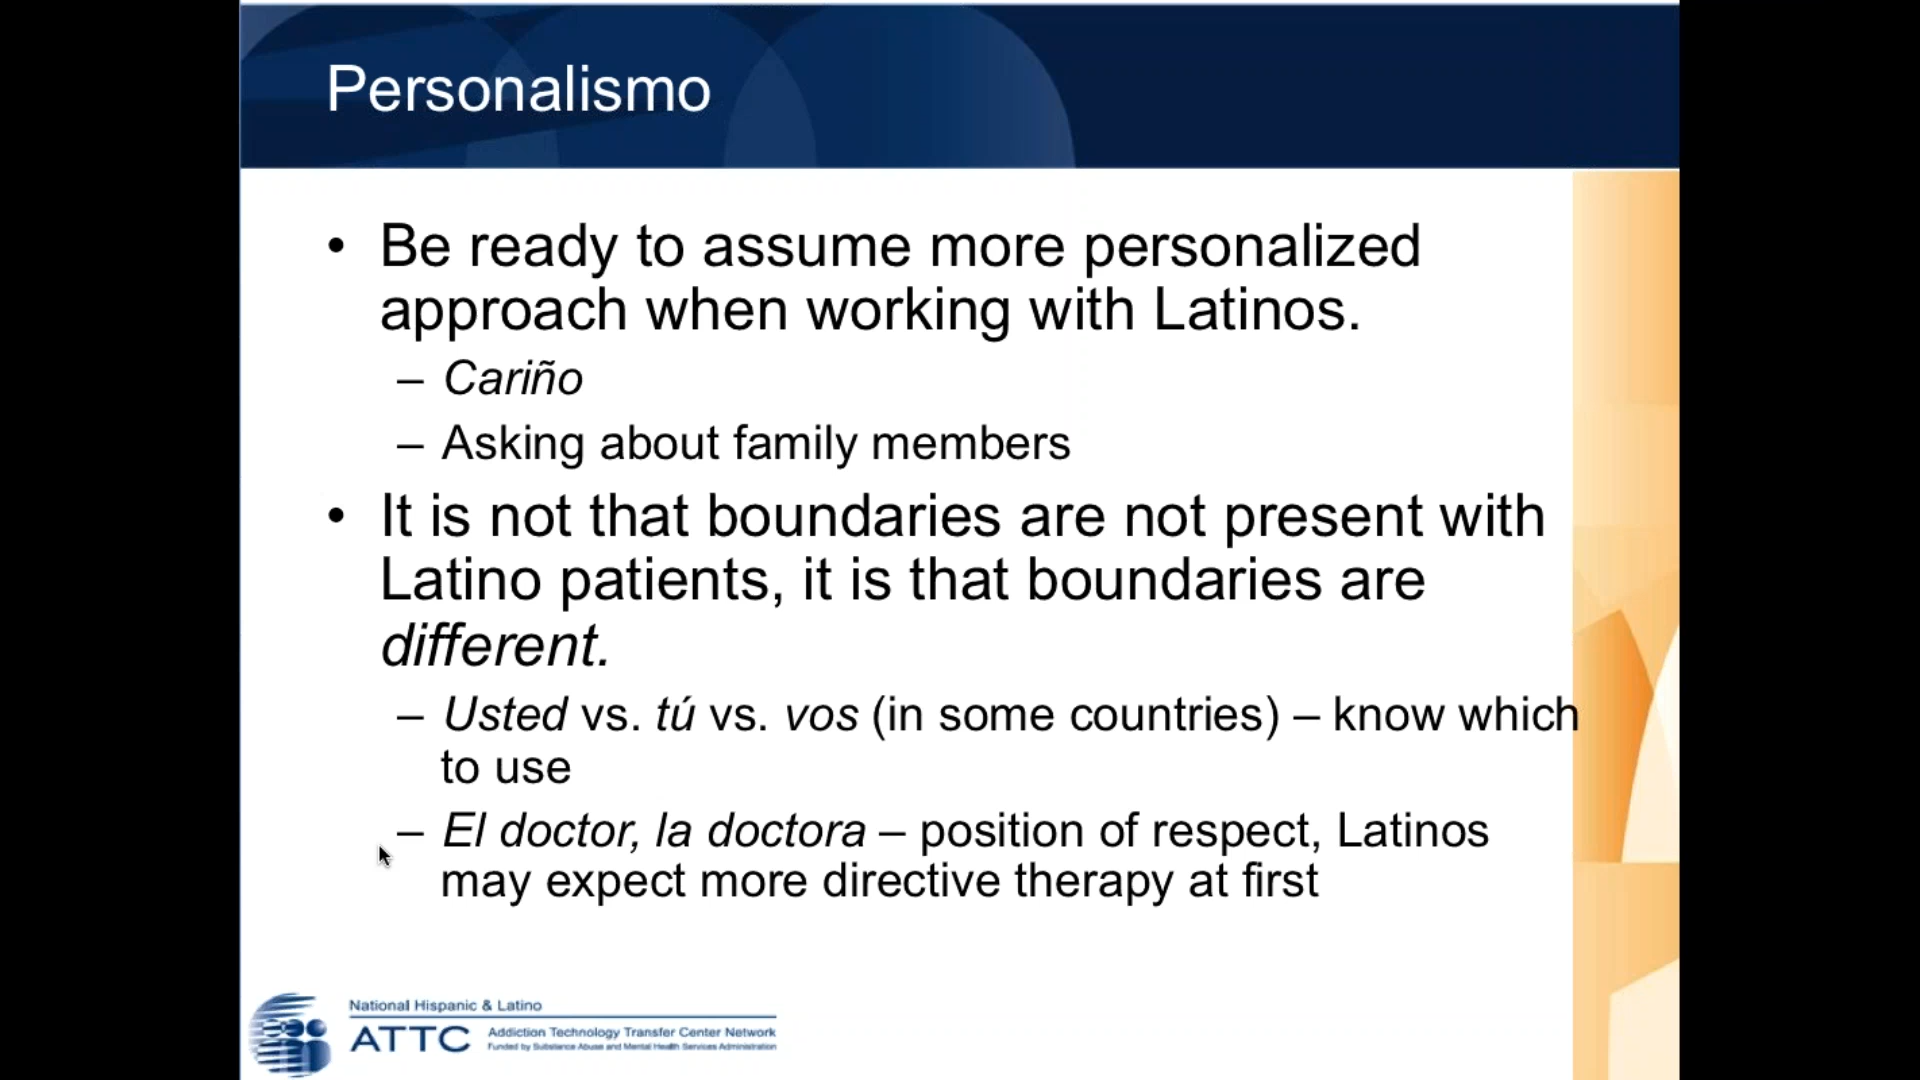 Personalismo
• Be ready to assume more personalized
approach when working with Latinos.
– Cariño
– Asking about family members
• It is not that boundaries are not present with
Latino patients, it is that boundaries are
different.
– Usted vs. tú vs. vos (in some countries) – know which
to use
– El doctor, la doctora – position of respect, Latinos
may expect more directive therapy at first
National Hispanic & Latino
ATTC
Addiction Technology Transfer Center Network
Funded by Substance Abuse and Mental Health Services Administration